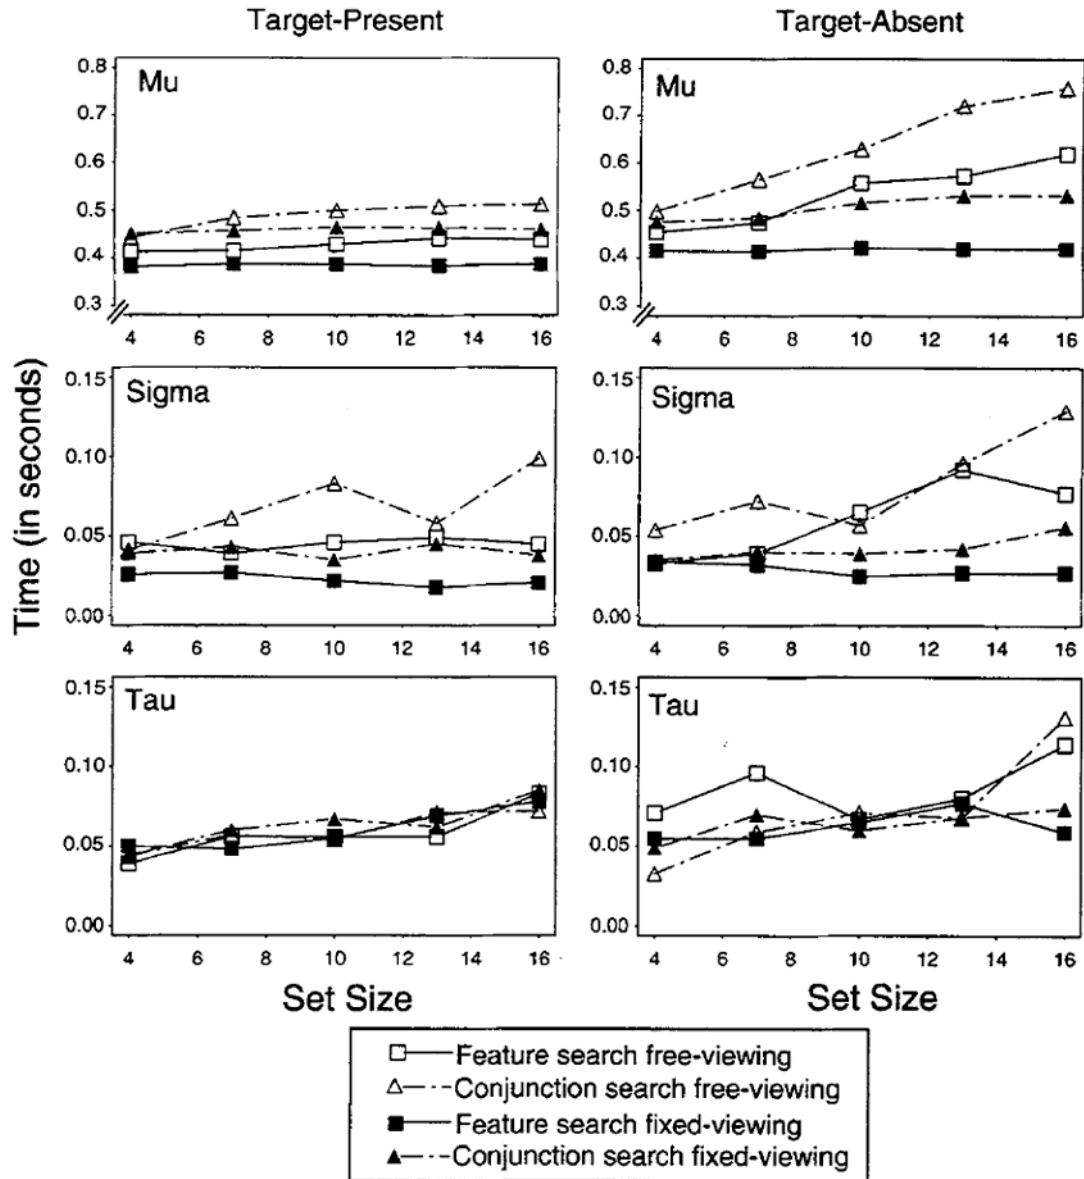 Target-Present
Target-Absent
Time (in seconds)
Mu
0.8
0.7
0.6
0.5
0.4
0.3
4 6 8 10 12 14 16
Mu
0.8
0.7
0.6
0.5
0.4
0.3
4 6 8 10 12 14 16
Sigma
0.15
0.10
0.05
0.00
4 6 8 10 12 14 16
Sigma
0.15
0.10
0.05
0.00
4 6 8 10 12 14 16
Tau
0.15
0.10
0.05
0.00
4 6 8 10 12 14 16
Set Size
Tau
0.15
0.10
0.05
0.00
4 6 8 10 12 14 16
Set Size
Feature search free-viewing
Conjunction search free-viewing
Feature search fixed-viewing
Conjunction search fixed-viewing